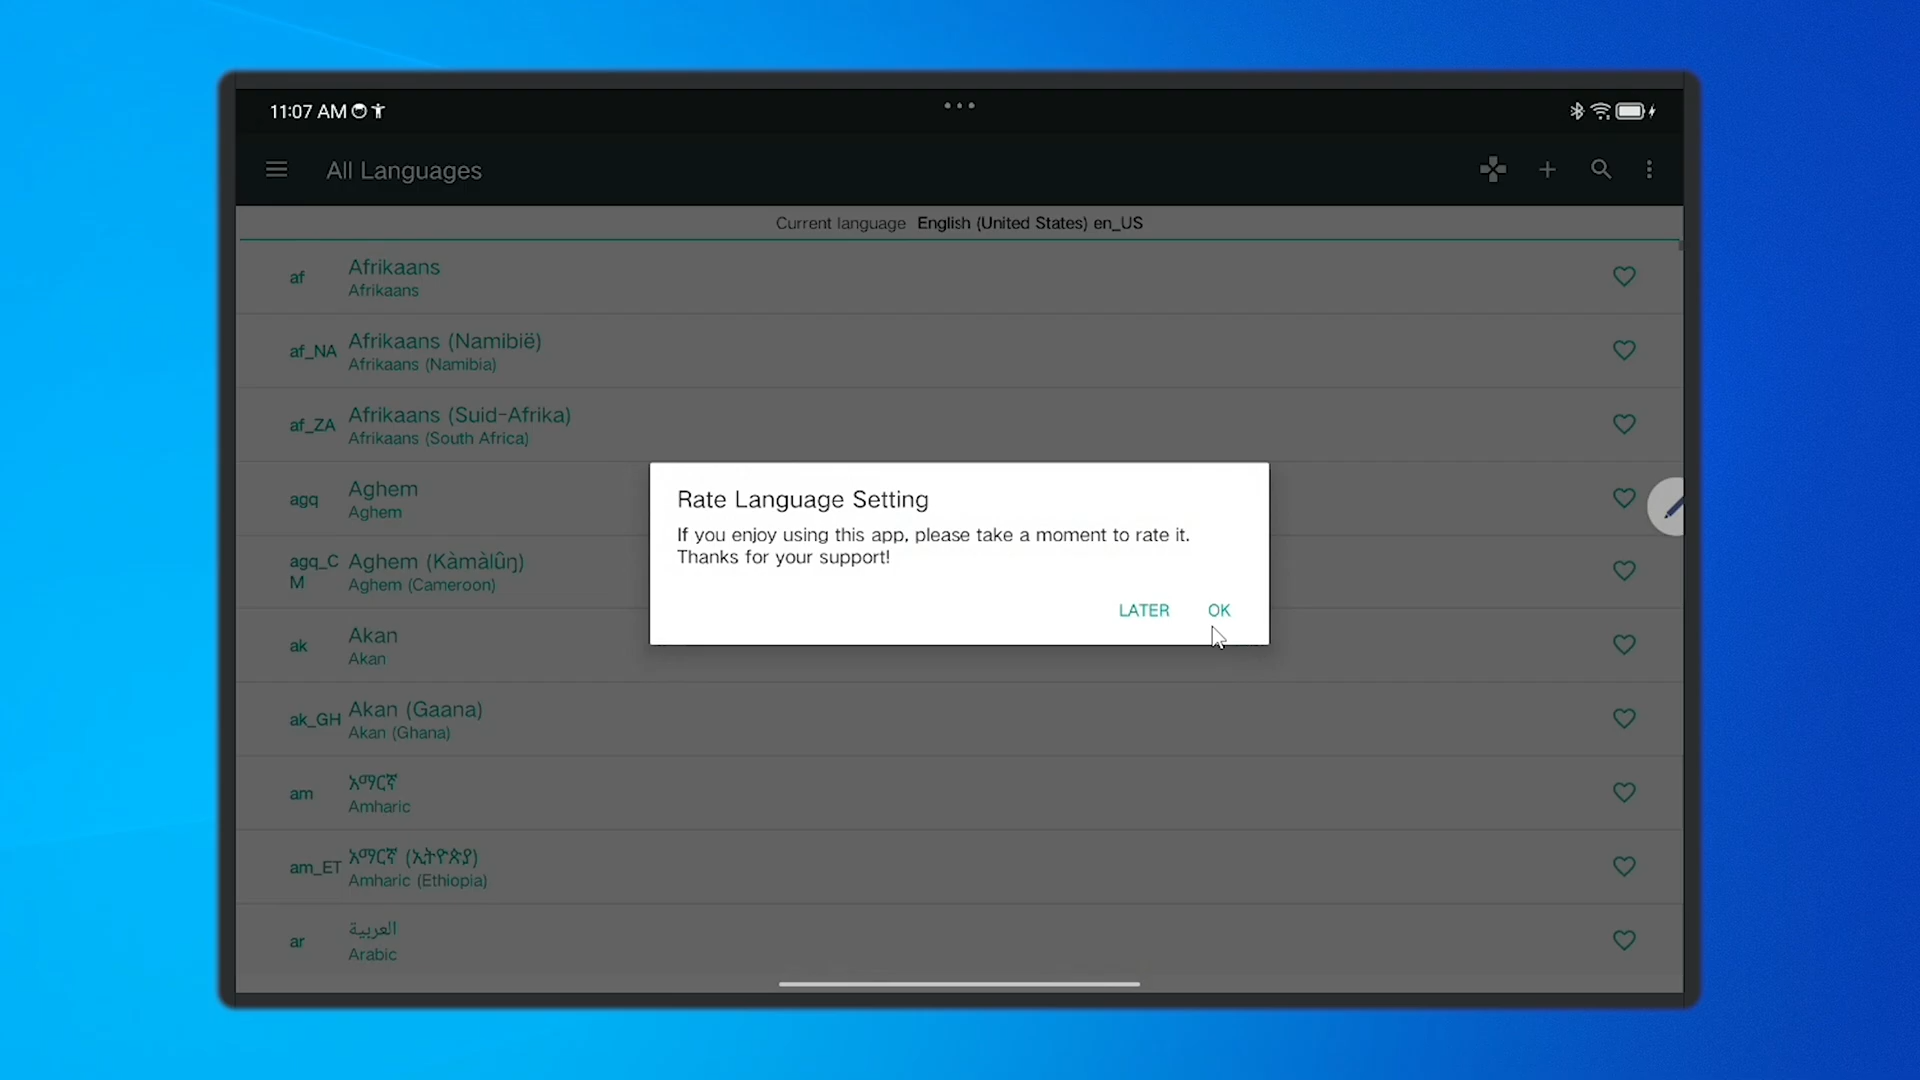 11:07 AM
All Languages
Current language English (United States) en_US
af Afrikaans
Afrikaans
af_NA Afrikaans (Namibië)
Afrikaans (Namibia)
af_ZA Afrikaans (Suid-Afrika)
Afrikaans (South Africa)
agq Aghem
Aghem
agq_C Aghem (Kàmàlûŋ)
M Aghem (Cameroon)
Rate Language Setting
If you enjoy using this app, please take a moment to rate it.
Thanks for your support!
LATER OK
ak Akan
Akan
ak_GH Akan (Gaana)
Akan (Ghana)
am አማርኛ
Amharic
am_ET አማርኛ (ኢትዮጵያ)
Amharic (Ethiopia)
ar العربية
Arabic